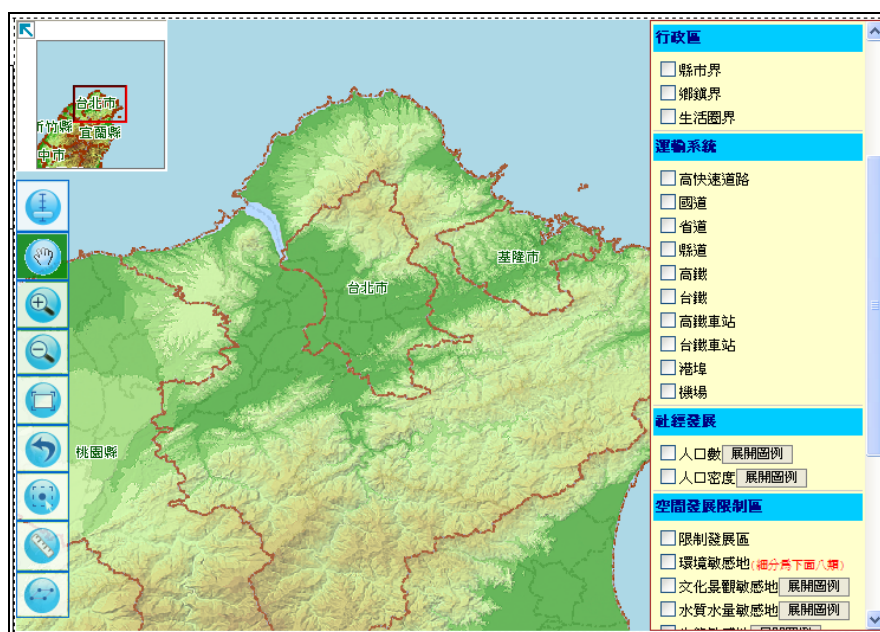 台北市
新竹縣
宜蘭縣
中市
台北市
基隆市
桃園縣
行政區
縣市界
鄉鎮界
生活圈界
運輸系統
高快速道路
國道
省道
縣道
高鐵
台鐵
高鐵車站
台鐵車站
港埠
機場
社經發展
人口數 展開圖例
人口密度 展開圖例
空間發展限制區
限制發展區
環境敏感地(細分為下面八類)
文化景觀敏感地 展開圖例
水質水量敏感地 展開圖例